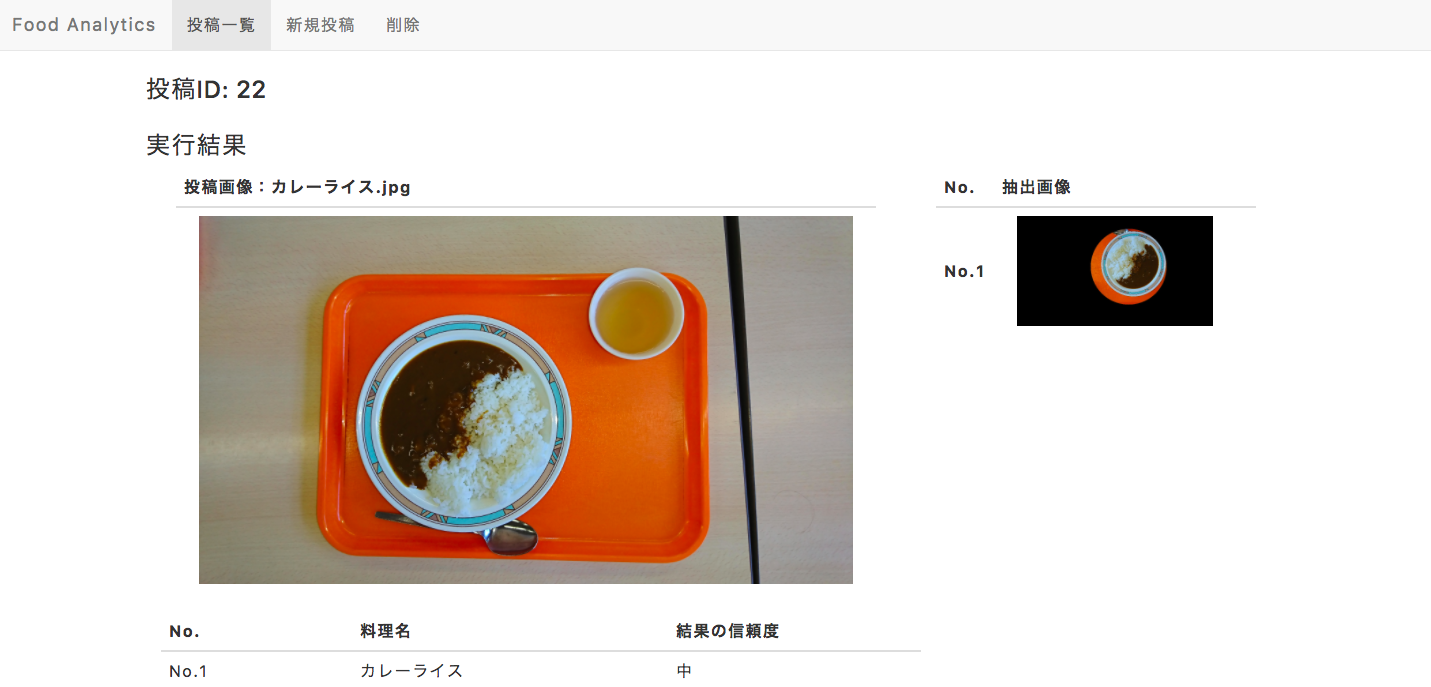 Food Analytics 投稿一覧 新規投稿 削除
投稿ID: 22
実行結果
投稿画像：カレーライス.jpg
No. 抽出画像
No.1
No. 料理名 結果の信頼度
No.1 カレーライス 中